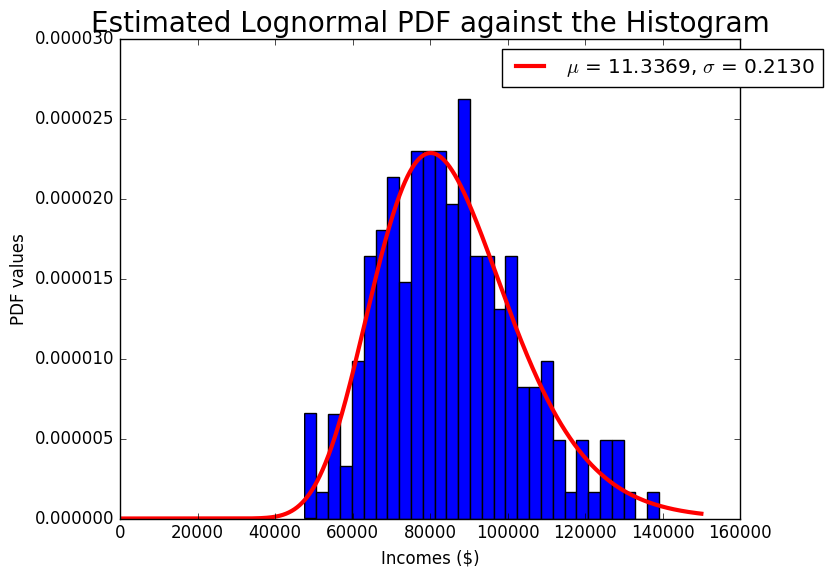 Estimated Lognormal PDF against the Histogram
0.000030
μ = 11.3369, σ = 0.2130
0.000025
0.000020
0.000015
0.000010
0.000005
0.000000
PDF values
0 20000 40000 60000 80000 100000 120000 140000 160000
Incomes ($)